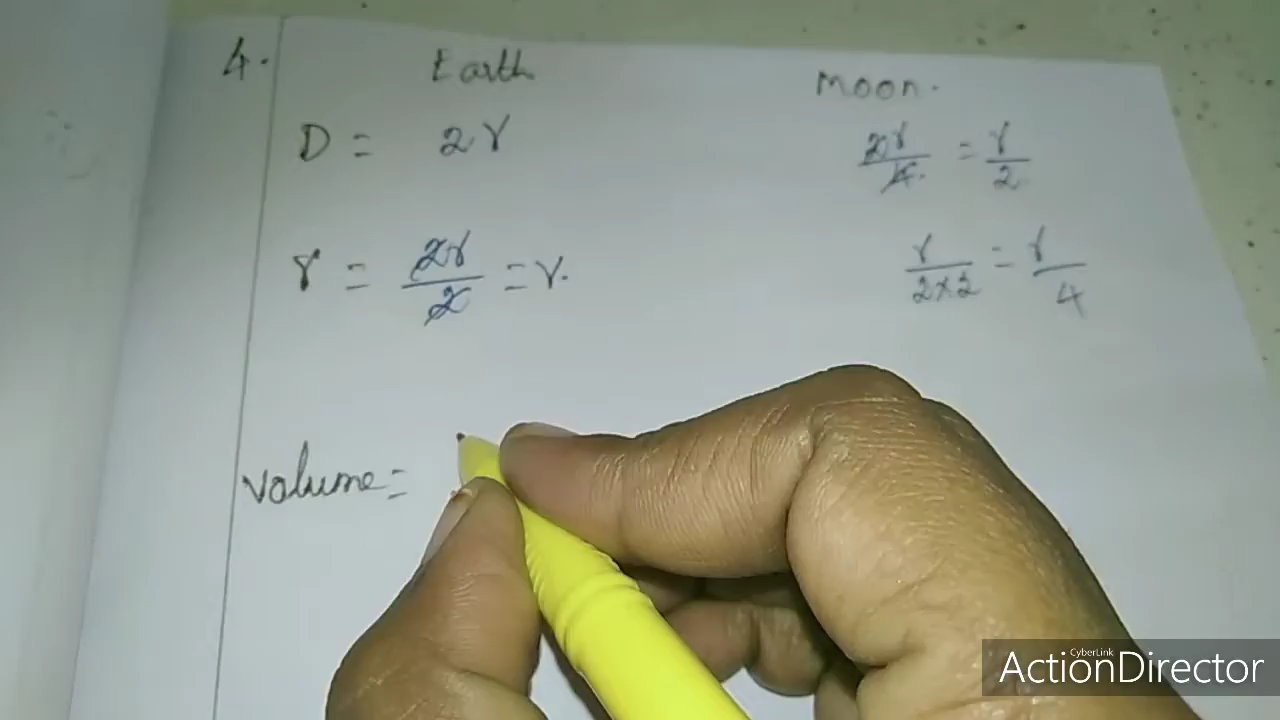 4. Earth Moon.
D = 2r 2r/4. = r/2
r = 2r/2 = r. r/2×2 = r/4
Volume =
CyberLink
ActionDirector